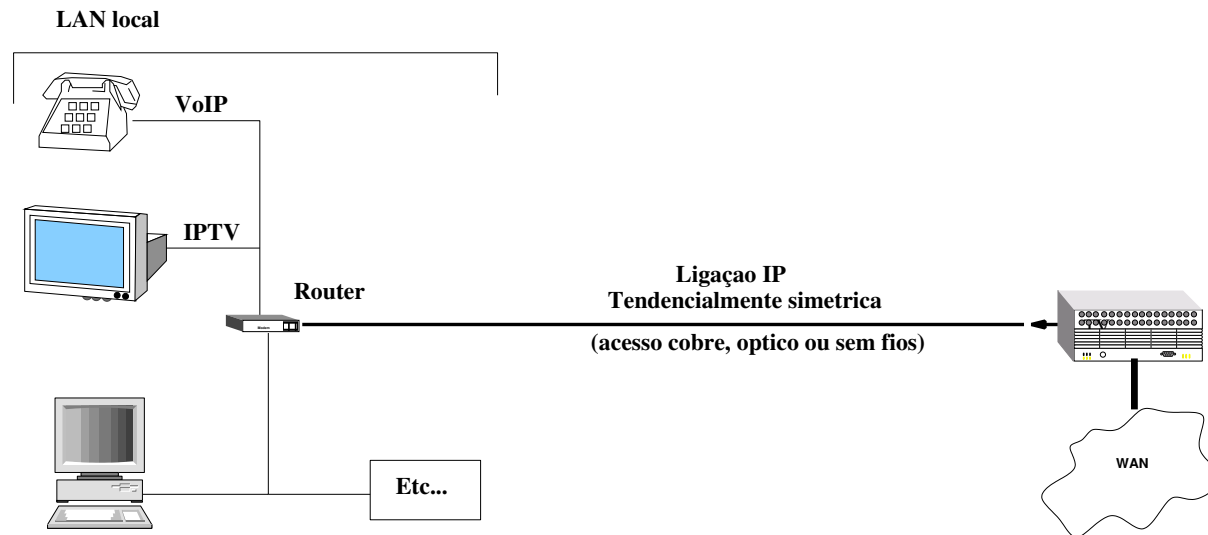 LAN local
VoIP
IPTV
Router
Ligaçao IP
Tendencialmente simetrica
(acesso cobre, optico ou sem fios)
WAN
Etc...